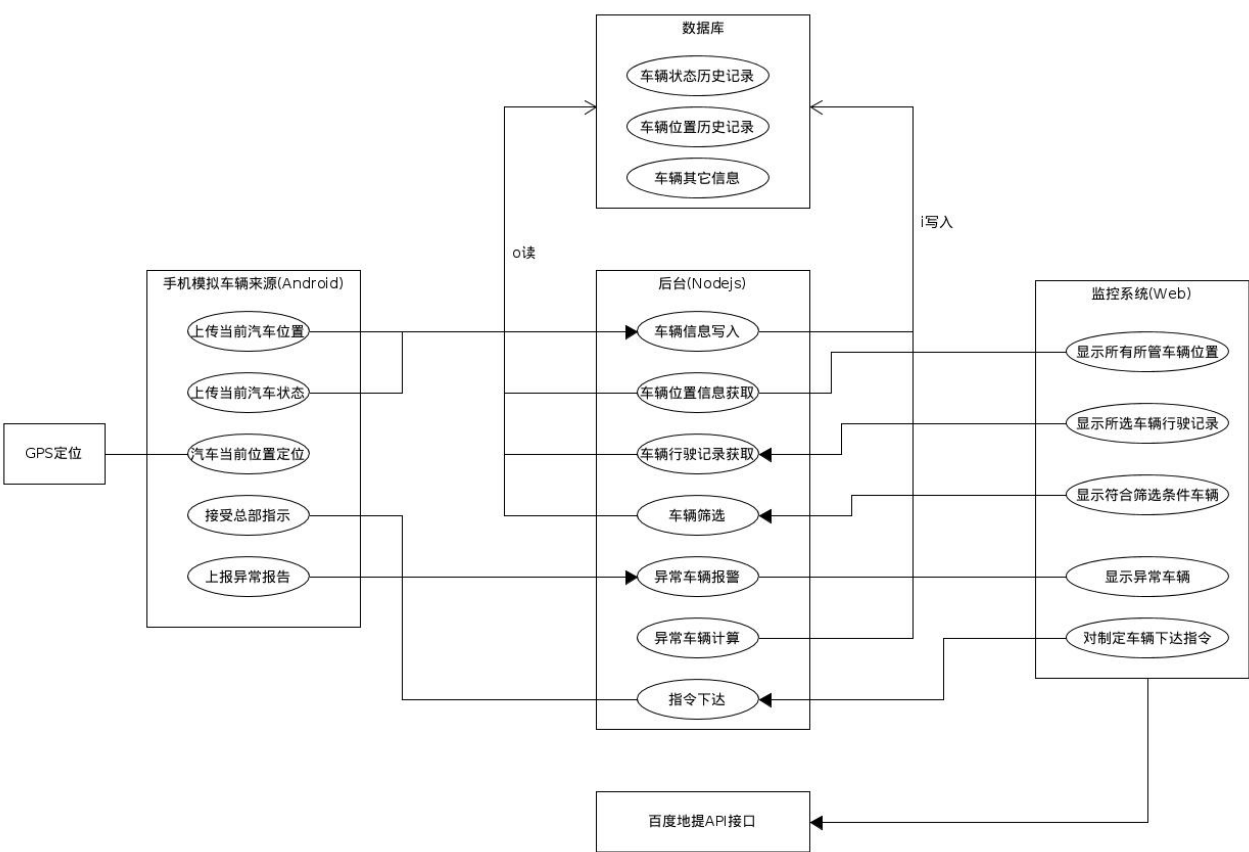 数据库
车辆状态历史记录
车辆位置历史记录
车辆其它信息
i写入
o读
手机模拟车辆来源(Android)
上传当前汽车位置
上传当前汽车状态
汽车当前位置定位
接受总部指示
上报异常报告
GPS定位
后台(Nodejs)
车辆信息写入
车辆位置信息获取
车辆行驶记录获取
车辆筛选
异常车辆报警
异常车辆计算
指令下达
监控系统(Web)
显示所有所管车辆位置
显示所选车辆行驶记录
显示符合筛选条件车辆
显示异常车辆
对制定车辆下达指令
百度地提API接口